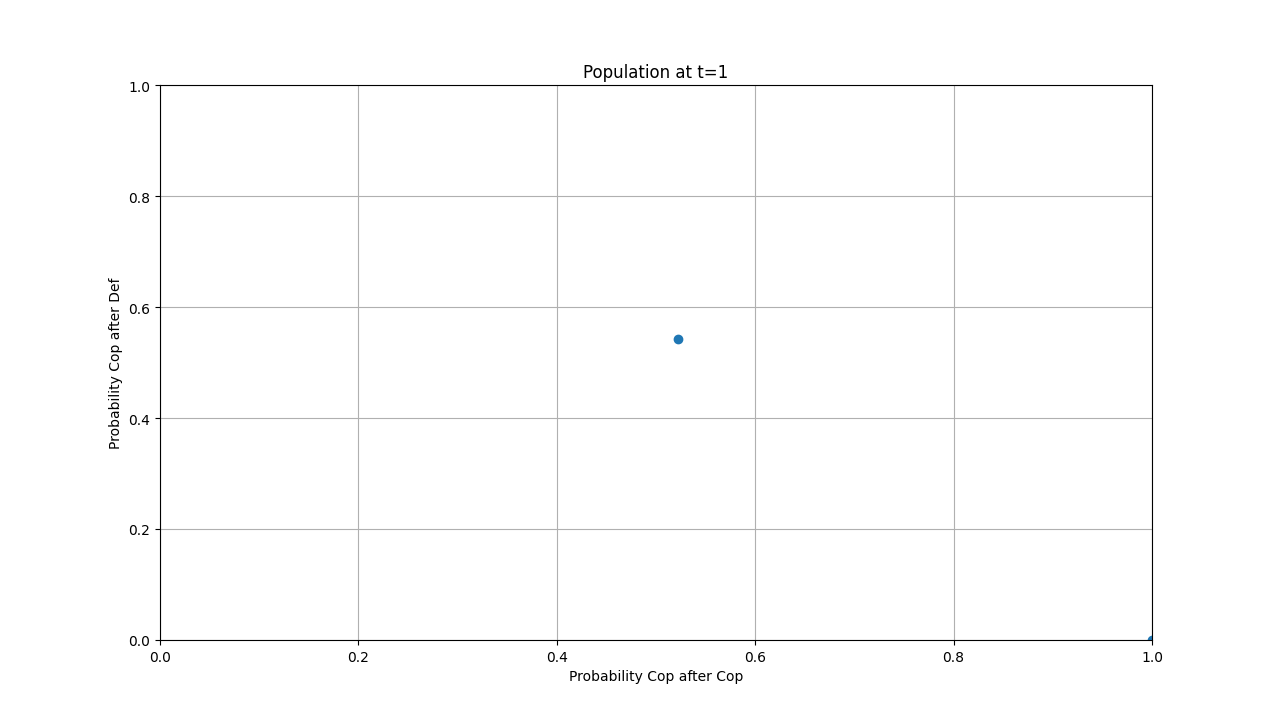 Population at t=1
1.0
0.8
0.6
0.4
0.2
0.0
Probability Cop after Def
0.0 0.2 0.4 0.6 0.8 1.0
Probability Cop after Cop